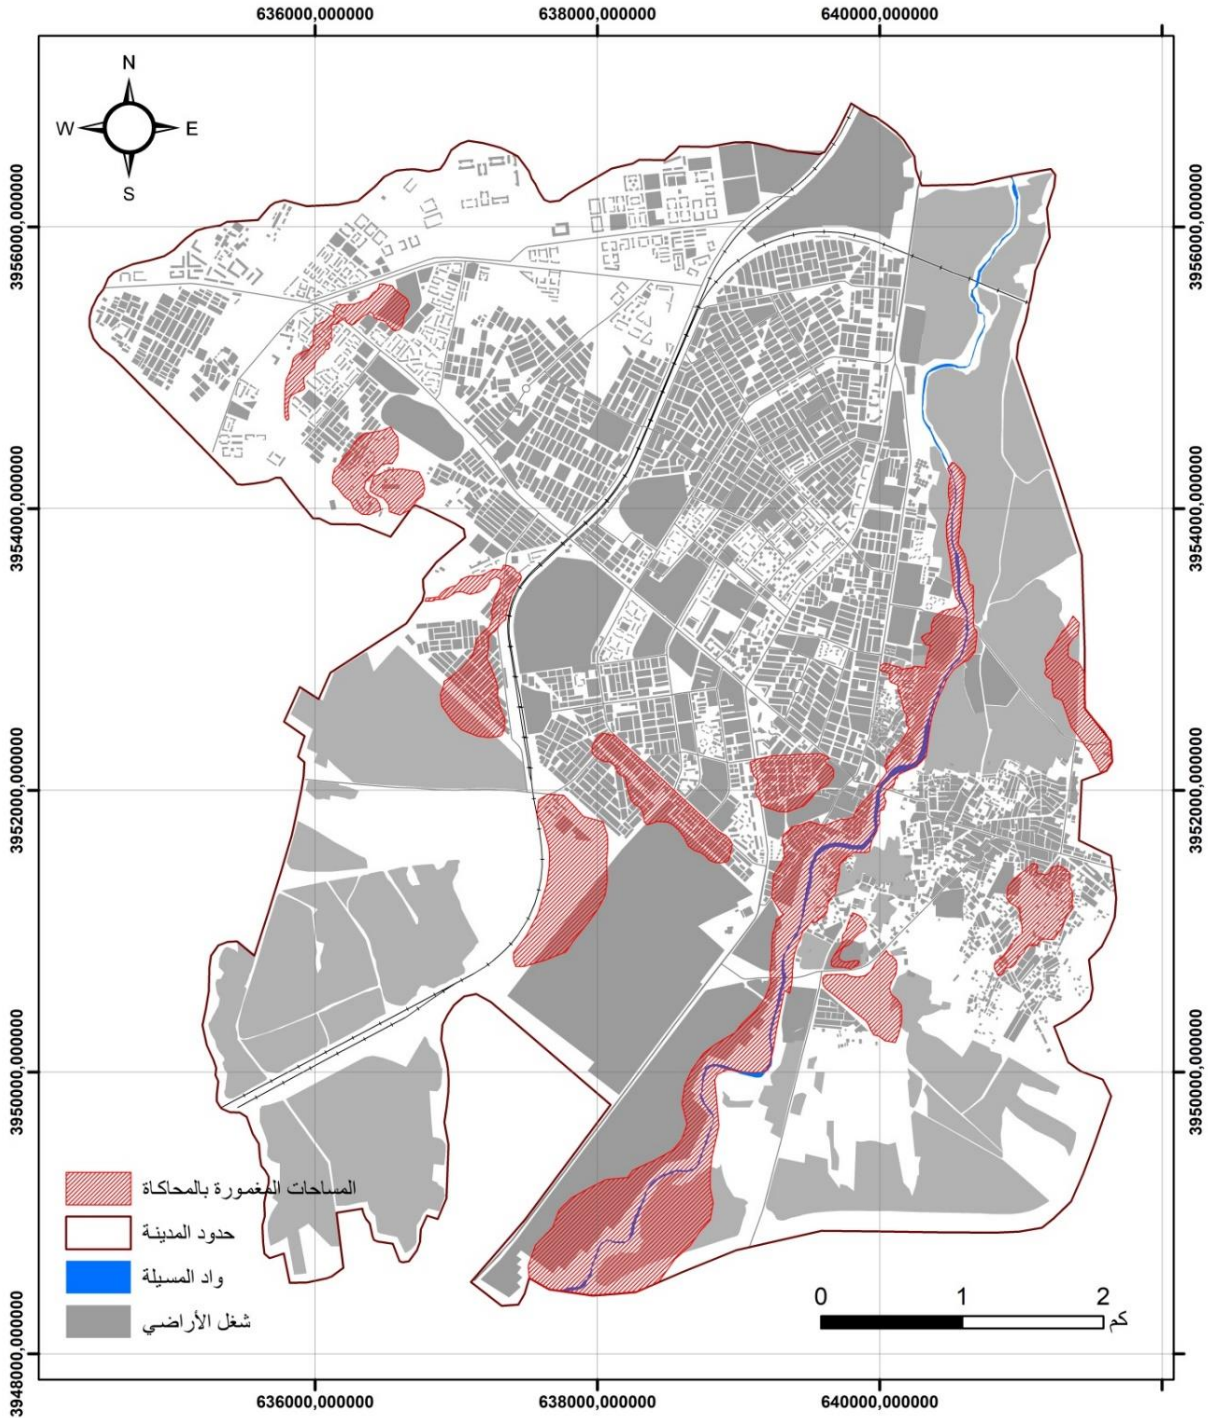 636000,000000 638000,000000 640000,000000
N
W E
S
3956000,000000 3956000,000000
3954000,000000 3954000,000000
3952000,000000 3952000,000000
3950000,000000 3950000,000000
3948000,000000
المساحات المغمورة بالمحاكاة
حدود المدينة
واد المسيلة
شغل الأراضي
0 1 2
كم
636000,000000 638000,000000 640000,000000